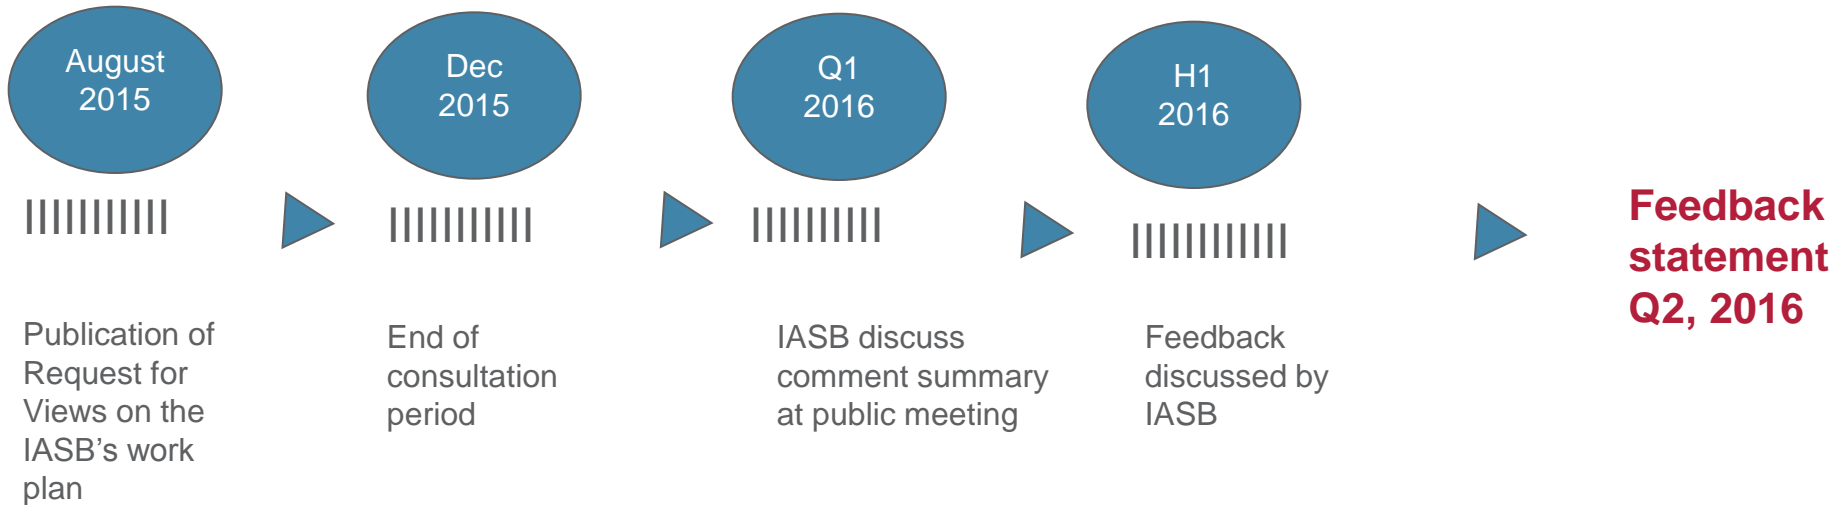 August
2015
Dec
2015
Q1
2016
H1
2016
Publication of
Request for
Views on the
IASB’s work
plan
End of
consultation
period
IASB discuss
comment summary
at public meeting
Feedback
discussed by
IASB
Feedback
statement
Q2, 2016